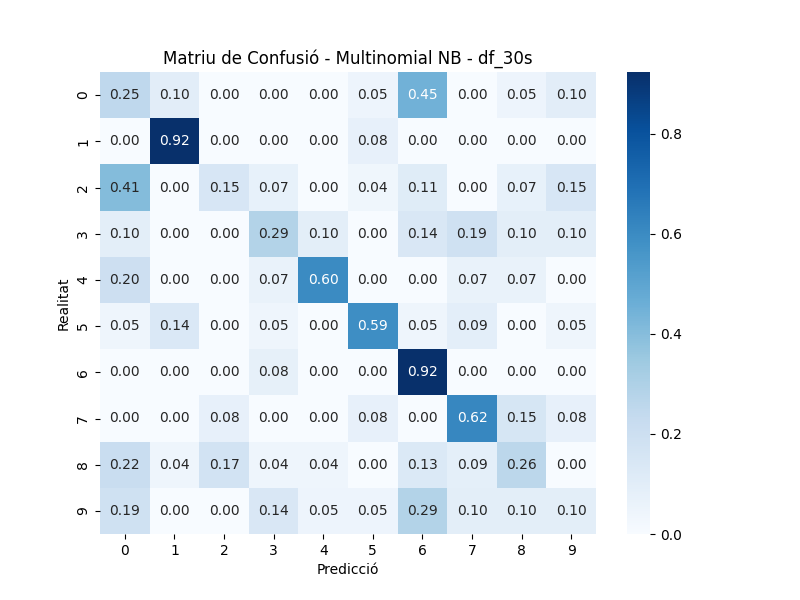 Matriu de Confusió - Multinomial NB - df_30s
0 0.25 0.10 0.00 0.00 0.00 0.05 0.45 0.00 0.05 0.10
1 0.00 0.92 0.00 0.00 0.00 0.08 0.00 0.00 0.00 0.00
2 0.41 0.00 0.15 0.07 0.00 0.04 0.11 0.00 0.07 0.15
3 0.10 0.00 0.00 0.29 0.10 0.00 0.14 0.19 0.10 0.10
4 0.20 0.00 0.00 0.07 0.60 0.00 0.00 0.07 0.07 0.00
5 0.05 0.14 0.00 0.05 0.00 0.59 0.05 0.09 0.00 0.05
6 0.00 0.00 0.00 0.08 0.00 0.00 0.92 0.00 0.00 0.00
7 0.00 0.00 0.08 0.00 0.00 0.08 0.00 0.62 0.15 0.08
8 0.22 0.04 0.17 0.04 0.04 0.00 0.13 0.09 0.26 0.00
9 0.19 0.00 0.00 0.14 0.05 0.05 0.29 0.10 0.10 0.10
0 1 2 3 4 5 6 7 8 9
Predicció
Realitat
0.8
0.6
0.4
0.2
0.0